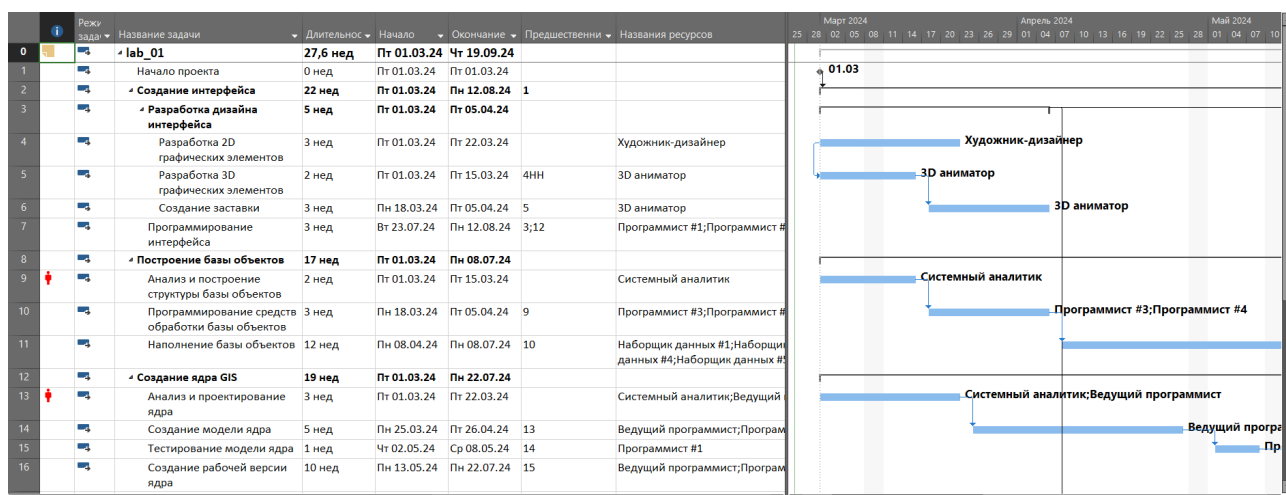 Март 2024 Апрель 2024 Май 2024
Режи
задач Название задачи Длительнос Начало Окончание Предшественни Названия ресурсов
25 28 02 05 08 11 14 17 20 23 26 29 01 04 07 10 13 16 19 22 25 28 01 04 07 10
0 lab_01 27,6 нед Пт 01.03.24 Чт 19.09.24
1 Начало проекта 0 нед Пт 01.03.24 Пт 01.03.24 01.03
2 Создание интерфейса 22 нед Пт 01.03.24 Пн 12.08.24 1
3 Разработка дизайна 5 нед Пт 01.03.24 Пт 05.04.24
интерфейса
4 Разработка 2D 3 нед Пт 01.03.24 Пт 22.03.24 Художник-дизайнер Художник-дизайнер
графических элементов
5 Разработка 3D 2 нед Пт 01.03.24 Пт 15.03.24 4НН 3D аниматор 3D аниматор
графических элементов
6 Создание заставки 3 нед Пн 18.03.24 Пт 05.04.24 5 3D аниматор 3D аниматор
7 Программирование 3 нед Вт 23.07.24 Пн 12.08.24 3;12 Программист #1;Программист #
интерфейса
8 Построение базы объектов 17 нед Пт 01.03.24 Пн 08.07.24
9 Анализ и построение 2 нед Пт 01.03.24 Пт 15.03.24 Системный аналитик Системный аналитик
структуры базы объектов
10 Программирование средств 3 нед Пн 18.03.24 Пт 05.04.24 9 Программист #3;Программист # Программист #3;Программист #4
обработки базы объектов
11 Наполнение базы объектов 12 нед Пн 08.04.24 Пн 08.07.24 10 Наборщик данных #1;Наборщи
данных #4;Наборщик данных #5
12 Создание ядра GIS 19 нед Пт 01.03.24 Пн 22.07.24
13 Анализ и проектирование 3 нед Пт 01.03.24 Пт 22.03.24 Системный аналитик;Ведущий Системный аналитик;Ведущий программист
ядра
14 Создание модели ядра 5 нед Пн 25.03.24 Пт 26.04.24 13 Ведущий программист;Програм Ведущий програ
15 Тестирование модели ядра 1 нед Чт 02.05.24 Ср 08.05.24 14 Программист #1 Пр
16 Создание рабочей версии 10 нед Пн 13.05.24 Пн 22.07.24 15 Ведущий программист;Програм
ядра